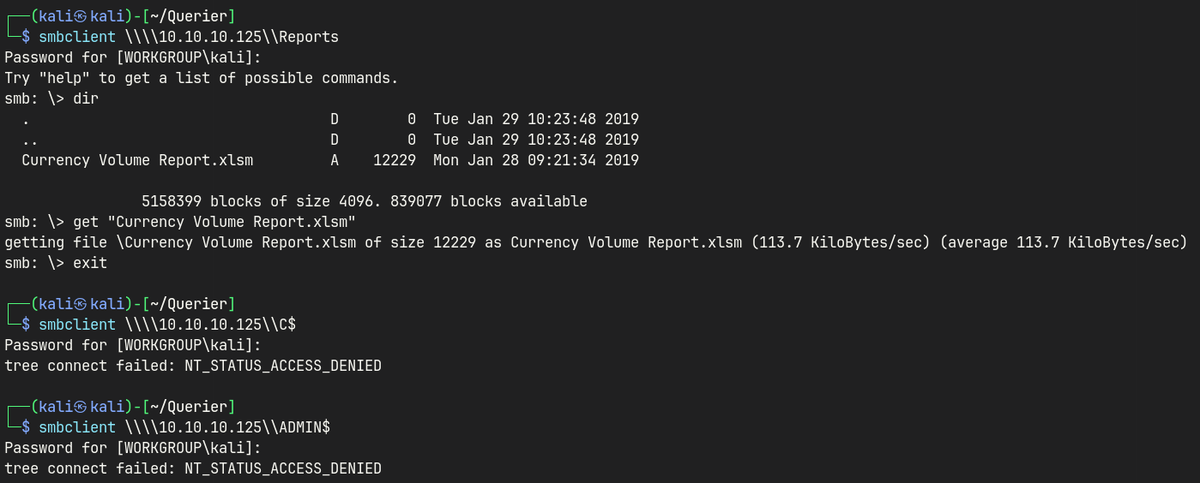 ┌──(kali㉿kali)-[~/Querier]
└─$ smbclient \\\\10.10.10.125\\Reports
Password for [WORKGROUP\kali]:
Try "help" to get a list of possible commands.
smb: \> dir
  .                                   D        0  Tue Jan 29 10:23:48 2019
  ..                                  D        0  Tue Jan 29 10:23:48 2019
  Currency Volume Report.xlsm         A    12229  Mon Jan 28 09:21:34 2019
                5158399 blocks of size 4096. 839077 blocks available
smb: \> get "Currency Volume Report.xlsm"
getting file \Currency Volume Report.xlsm of size 12229 as Currency Volume Report.xlsm (113.7 KiloBytes/sec) (average 113.7 KiloBytes/sec)
smb: \> exit
┌──(kali㉿kali)-[~/Querier]
└─$ smbclient \\\\10.10.10.125\\C$
Password for [WORKGROUP\kali]:
tree connect failed: NT_STATUS_ACCESS_DENIED
┌──(kali㉿kali)-[~/Querier]
└─$ smbclient \\\\10.10.10.125\\ADMIN$
Password for [WORKGROUP\kali]:
tree connect failed: NT_STATUS_ACCESS_DENIED